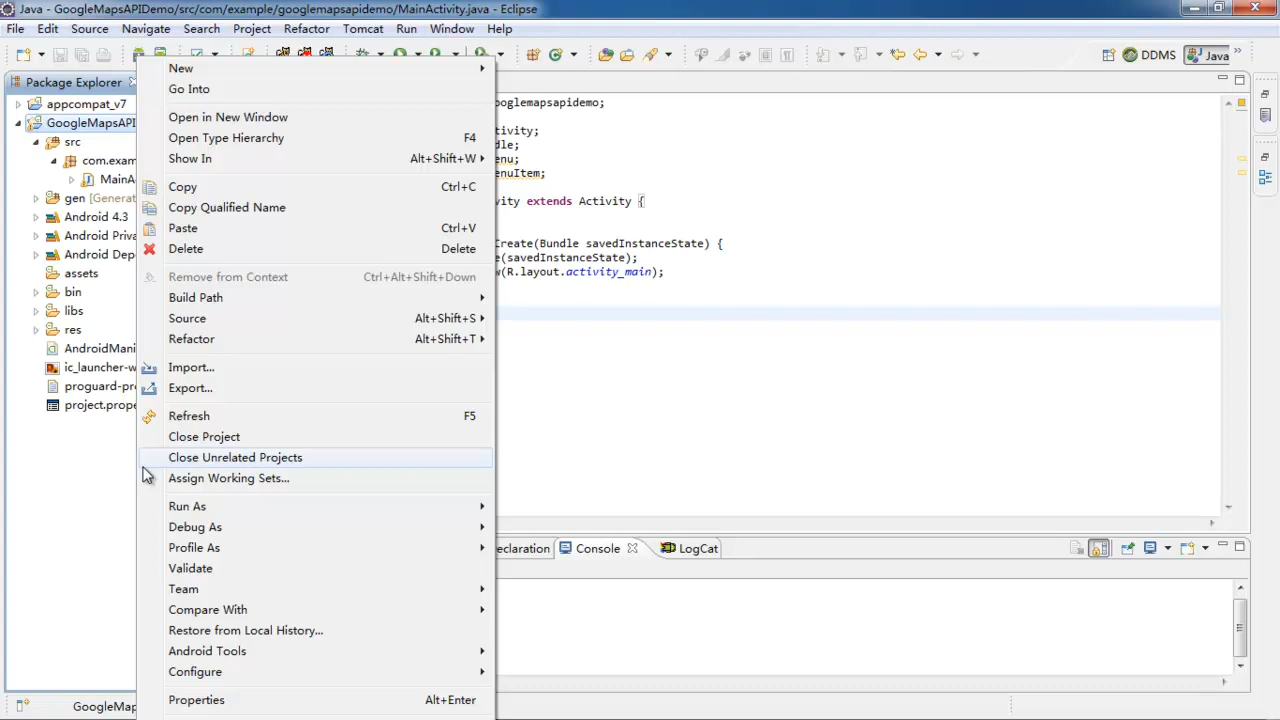 Java - GoogleMapsAPIDemo/src/com/example/googlemapsapidemo/MainActivity.java - Eclipse
File Edit Source Navigate Search Project Refactor Tomcat Run Window Help
DDMS Java
Package Explorer
appcompat_v7
GoogleMapsAPI
src
com.exam
MainA
gen [Generat
Android 4.3
Android Priva
Android Depe
assets
bin
libs
res
AndroidMani
ic_launcher-w
proguard-pro
project.prope
New
Go Into
Open in New Window
Open Type Hierarchy F4
Show In Alt+Shift+W
Copy Ctrl+C
Copy Qualified Name
Paste Ctrl+V
Delete Delete
Remove from Context Ctrl+Alt+Shift+Down
Build Path
Source Alt+Shift+S
Refactor Alt+Shift+T
Import...
Export...
Refresh F5
Close Project
Close Unrelated Projects
Assign Working Sets...
Run As
Debug As
Profile As
Validate
Team
Compare With
Restore from Local History...
Android Tools
Configure
Properties Alt+Enter
ooglemapsapidemo;
tivity;
dle;
enu;
enuItem;
vity extends Activity {
Create(Bundle savedInstanceState) {
e(savedInstanceState);
w(R.layout.activity_main);
eclaration Console LogCat
GoogleMap